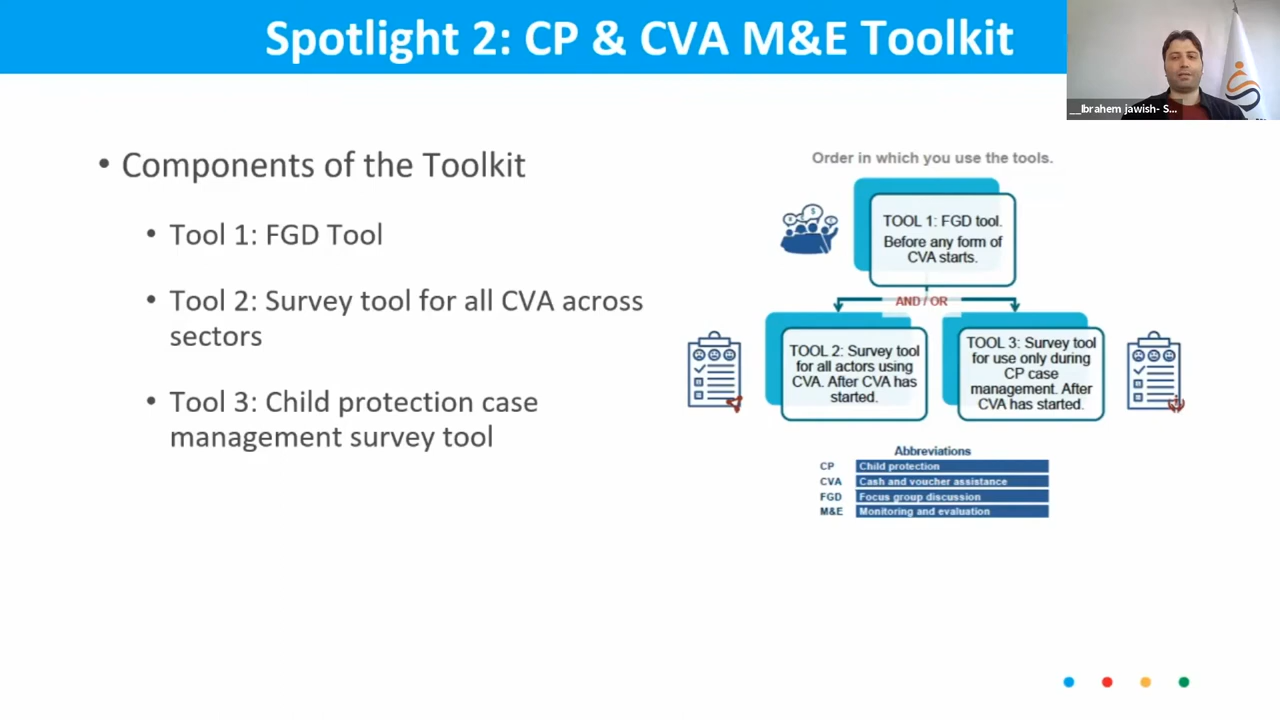 Spotlight 2: CP & CVA M&E Toolkit
__Ibrahem jawish- S...
• Components of the Toolkit
• Tool 1: FGD Tool
• Tool 2: Survey tool for all CVA across
sectors
• Tool 3: Child protection case
management survey tool
Order in which you use the tools.
TOOL 1: FGD tool.
Before any form of
CVA starts.
AND / OR
TOOL 2: Survey tool
for all actors using
CVA. After CVA has
started.
TOOL 3: Survey tool
for use only during
CP case
management. After
CVA has started.
Abbreviations
CP Child protection
CVA Cash and voucher assistance
FGD Focus group discussion
M&E Monitoring and evaluation